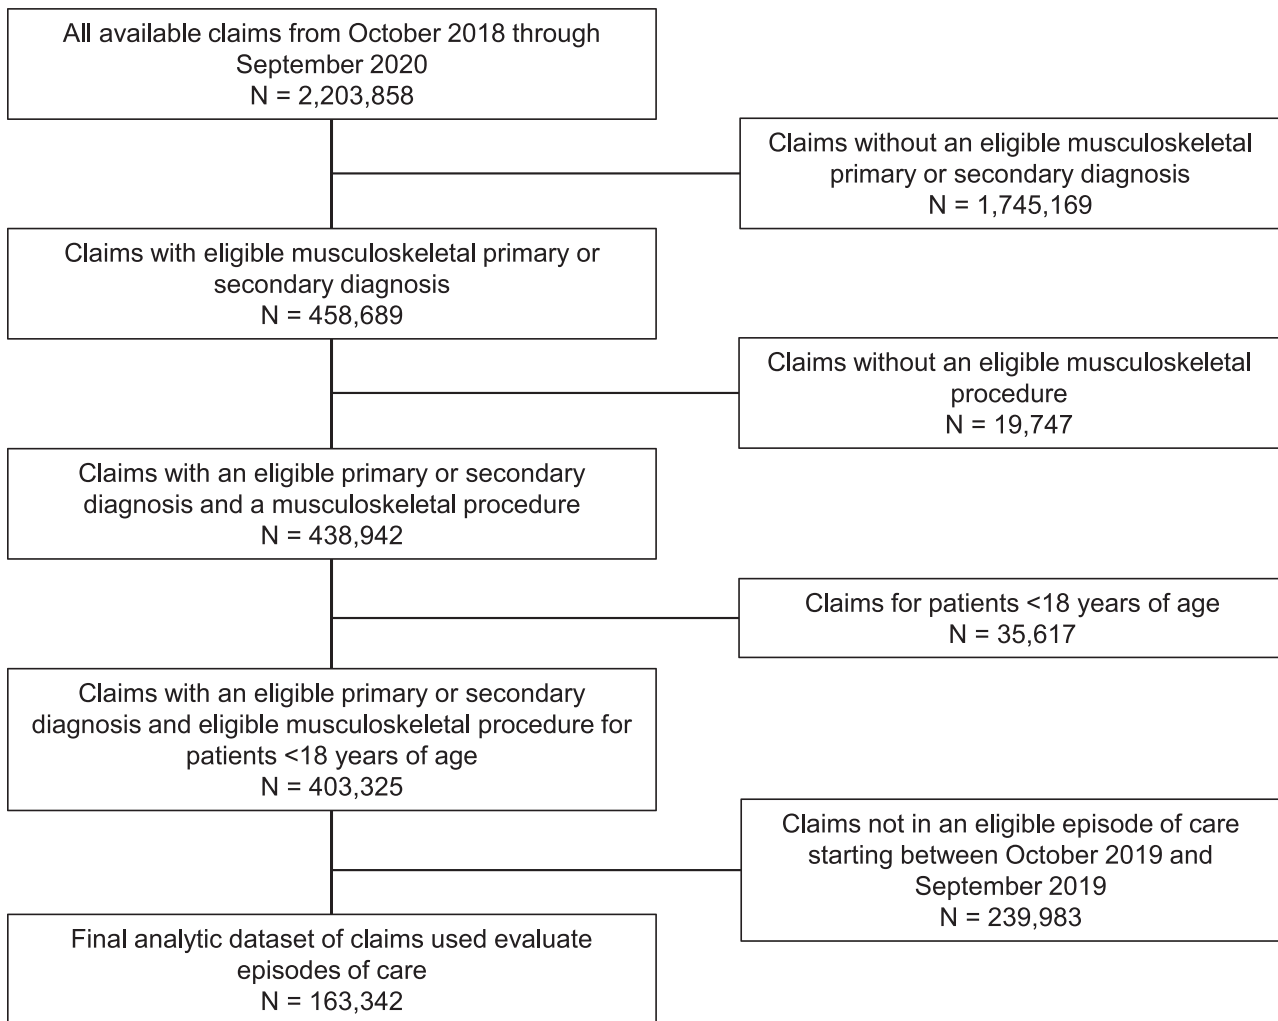 All available claims from October 2018 through
September 2020
N = 2,203,858
Claims without an eligible musculoskeletal
primary or secondary diagnosis
N = 1,745,169
Claims with eligible musculoskeletal primary or
secondary diagnosis
N = 458,689
Claims without an eligible musculoskeletal
procedure
N = 19,747
Claims with an eligible primary or secondary
diagnosis and a musculoskeletal procedure
N = 438,942
Claims for patients <18 years of age
N = 35,617
Claims with an eligible primary or secondary
diagnosis and eligible musculoskeletal procedure for
patients <18 years of age
N = 403,325
Claims not in an eligible episode of care
starting between October 2019 and
September 2019
N = 239,983
Final analytic dataset of claims used evaluate
episodes of care
N = 163,342